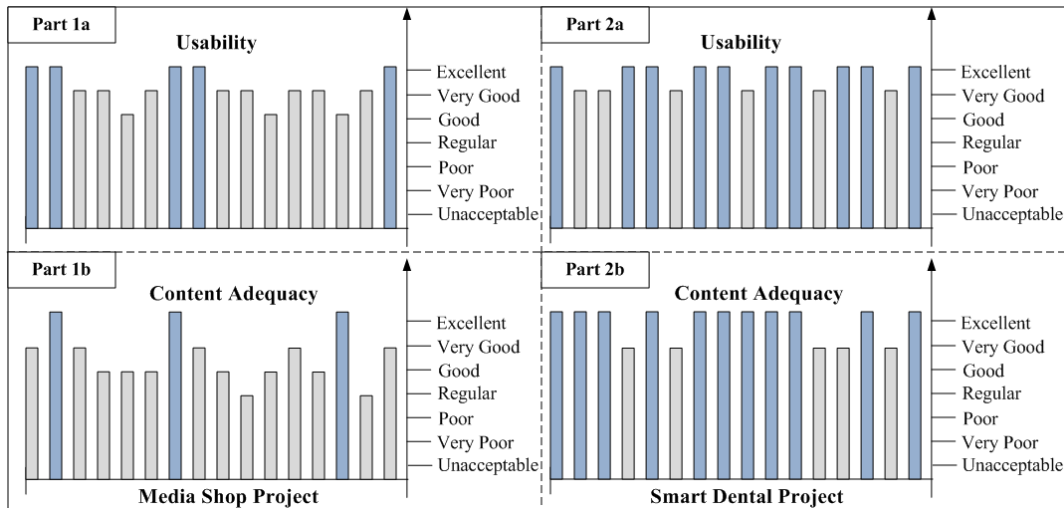 Part 1a
Usability
Excellent
Very Good
Good
Regular
Poor
Very Poor
Unacceptable
Part 2a
Usability
Excellent
Very Good
Good
Regular
Poor
Very Poor
Unacceptable
Part 1b
Content Adequacy
Excellent
Very Good
Good
Regular
Poor
Very Poor
Unacceptable
Media Shop Project
Part 2b
Content Adequacy
Excellent
Very Good
Good
Regular
Poor
Very Poor
Unacceptable
Smart Dental Project